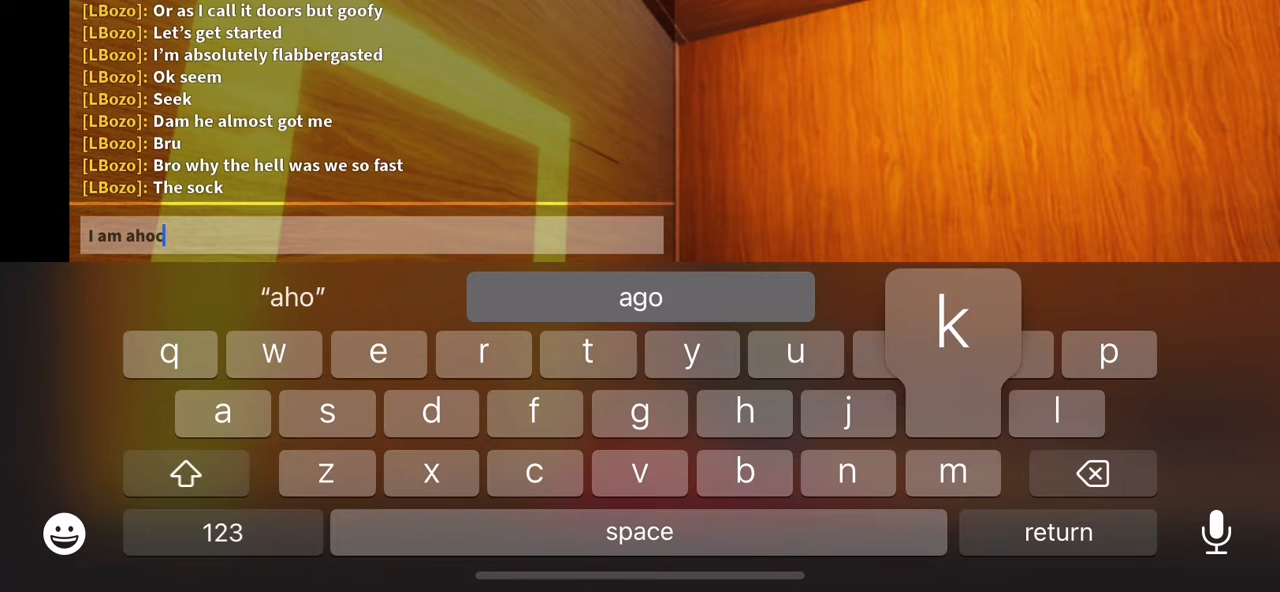 [LBozo]: Or as I call it doors but goofy
[LBozo]: Let’s get started
[LBozo]: I’m absolutely flabbergasted
[LBozo]: Ok seem
[LBozo]: Seek
[LBozo]: Dam he almost got me
[LBozo]: Bru
[LBozo]: Bro why the hell was we so fast
[LBozo]: The sock
I am ahoc
“aho” ago
k
q w e r t y u p
a s d f g h j l
z x c v b n m
123 space return